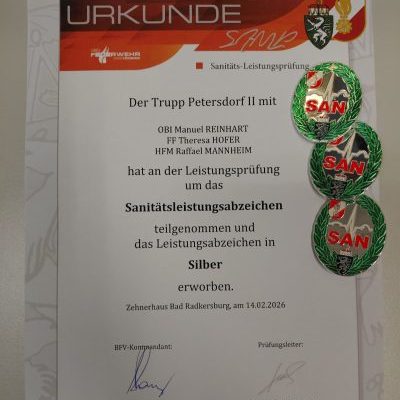 URKUNDE
FEUERWEHR
Sanitäts-Leistungsprüfung
Der Trupp Petersdorf II mit
OBI Manuel REINHART
FF Theresa HOFER
HFM Raffael MANNHEIM
hat an der Leistungsprüfung
um das
Sanitätsleistungsabzeichen
teilgenommen und
das Leistungsabzeichen in
Silber
erworben.
Zehnerhaus Bad Radkersburg, am 14.02.2026
BFV-Kommandant:
Prüfungsleiter:
SAN
SAN
SAN